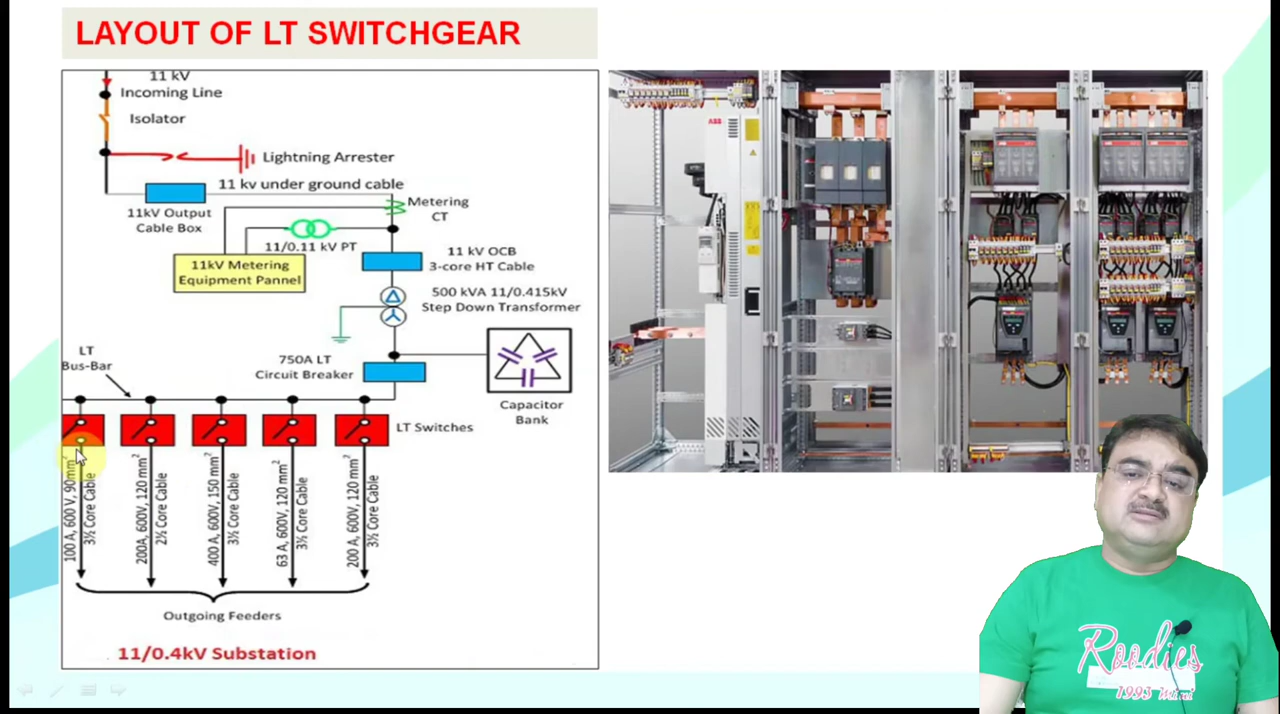 LAYOUT OF LT SWITCHGEAR
11 kV
Incoming Line
Isolator
Lightning Arrester
11 kv under ground cable
11kV Output
Cable Box
Metering
CT
11/0.11 kV PT
11kV Metering
Equipment Pannel
11 kV OCB
3-core HT Cable
500 kVA 11/0.415kV
Step Down Transformer
LT
Bus-Bar
750A LT
Circuit Breaker
Capacitor
Bank
LT Switches
100 A, 600 V, 90mm²
3½ Core Cable
200A, 600V, 120 mm²
2½ Core Cable
400 A, 600V, 150 mm²
3½ Core Cable
63 A, 600V, 120 mm²
3½ Core Cable
200 A, 600V, 120 mm²
3½ Core Cable
Outgoing Feeders
11/0.4kV Substation
ABB
Roodies
1993